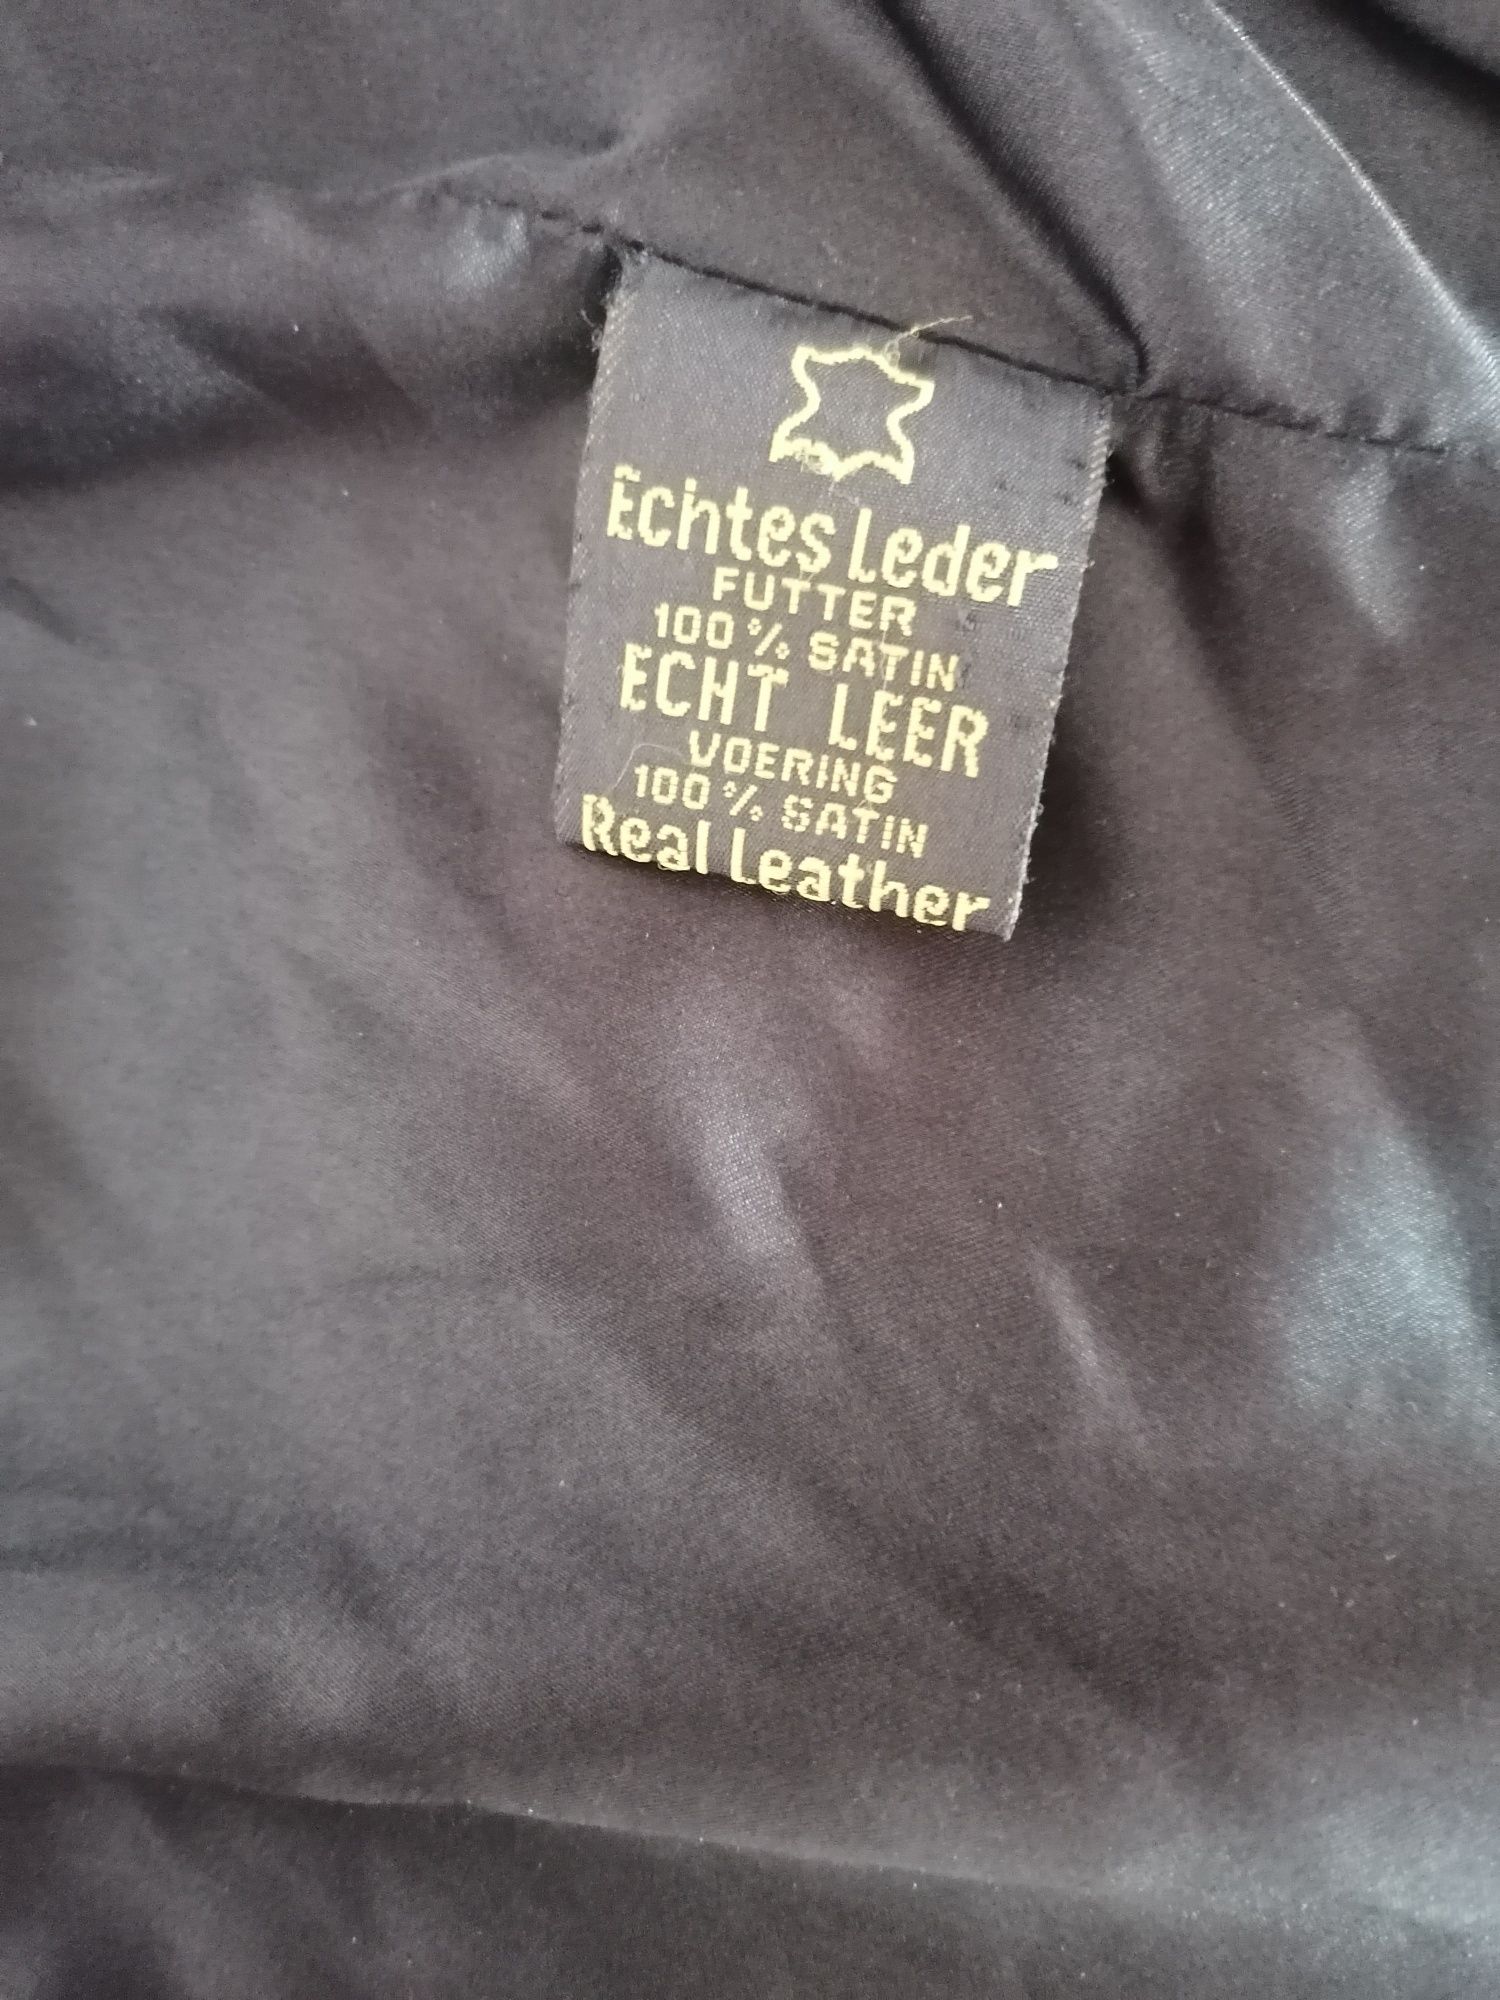 Echtes Leder
FUTTER
100% SATIN
ECHT LEER
VOERING
100% SATIN
Real Leather